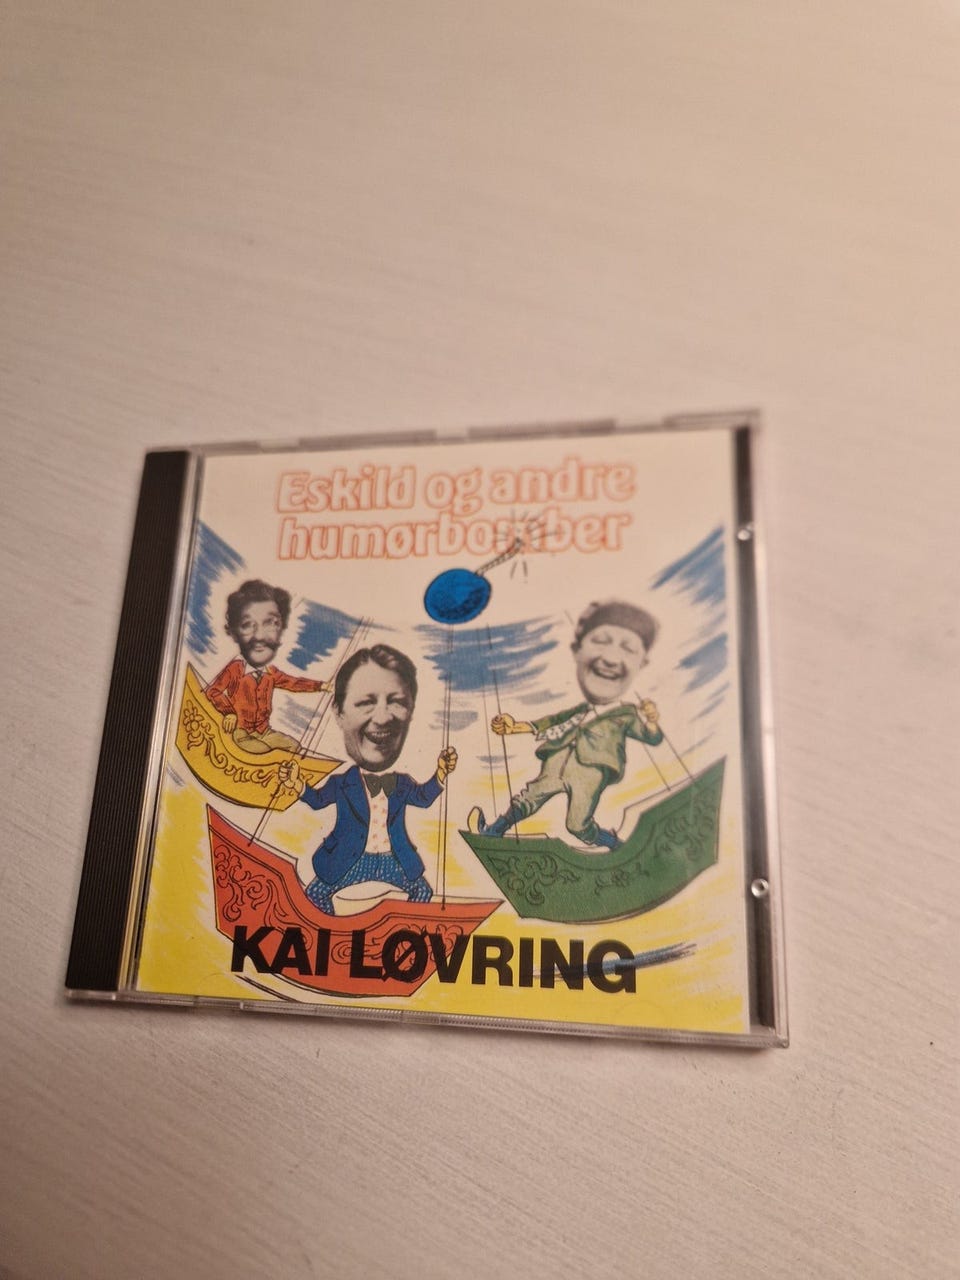 Eskild og andre
humørbomber
KAI LØVRING